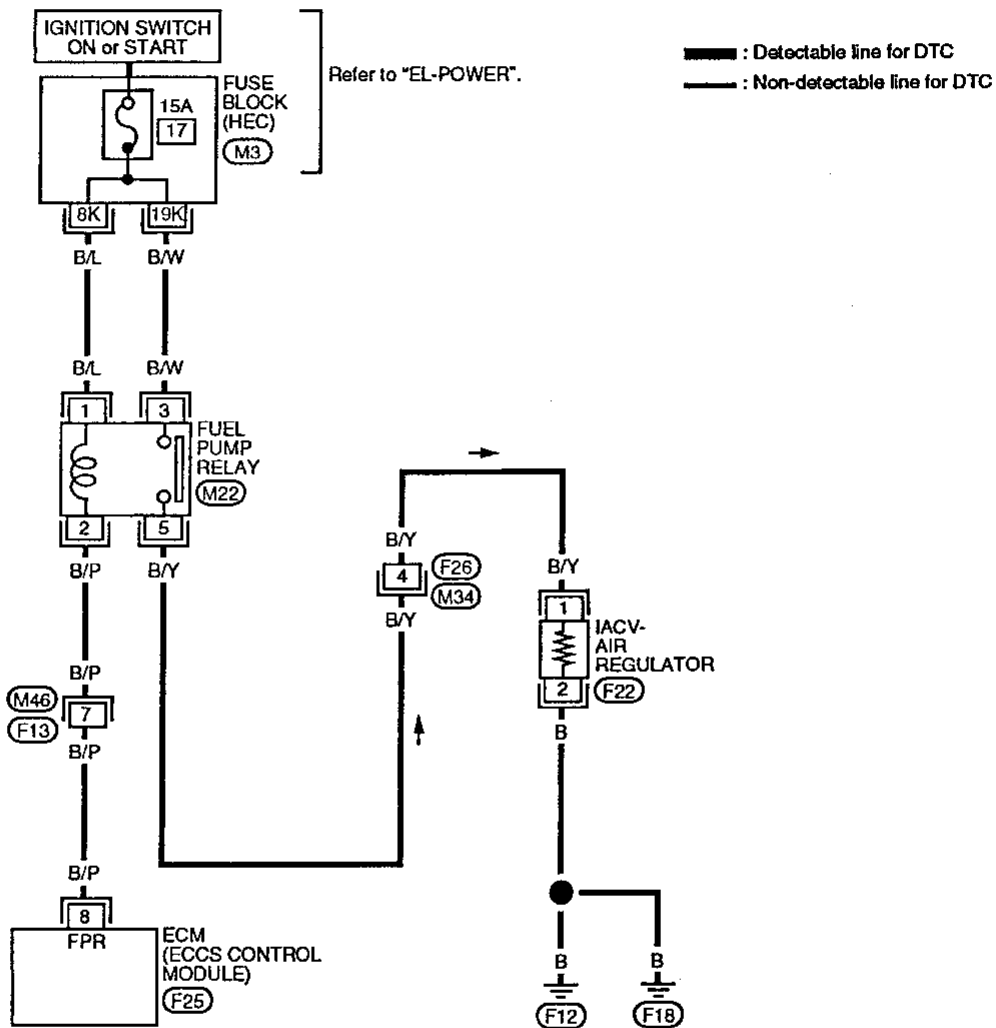 IGNITION SWITCH
ON or START
FUSE
BLOCK
(HEC)
M3
15A
17
Refer to "EL-POWER".
: Detectable line for DTC
: Non-detectable line for DTC
8K
19K
B/L
B/W
B/L
B/W
1
3
FUEL
PUMP
RELAY
M22
2
5
B/P
B/Y
B/Y
4
F26
M34
B/Y
B/Y
1
IACV-
AIR
REGULATOR
2
F22
B
B/P
M46
7
F13
B/P
B/P
8
FPR
ECM
(ECCS CONTROL
MODULE)
F25
B
B
F12
F18